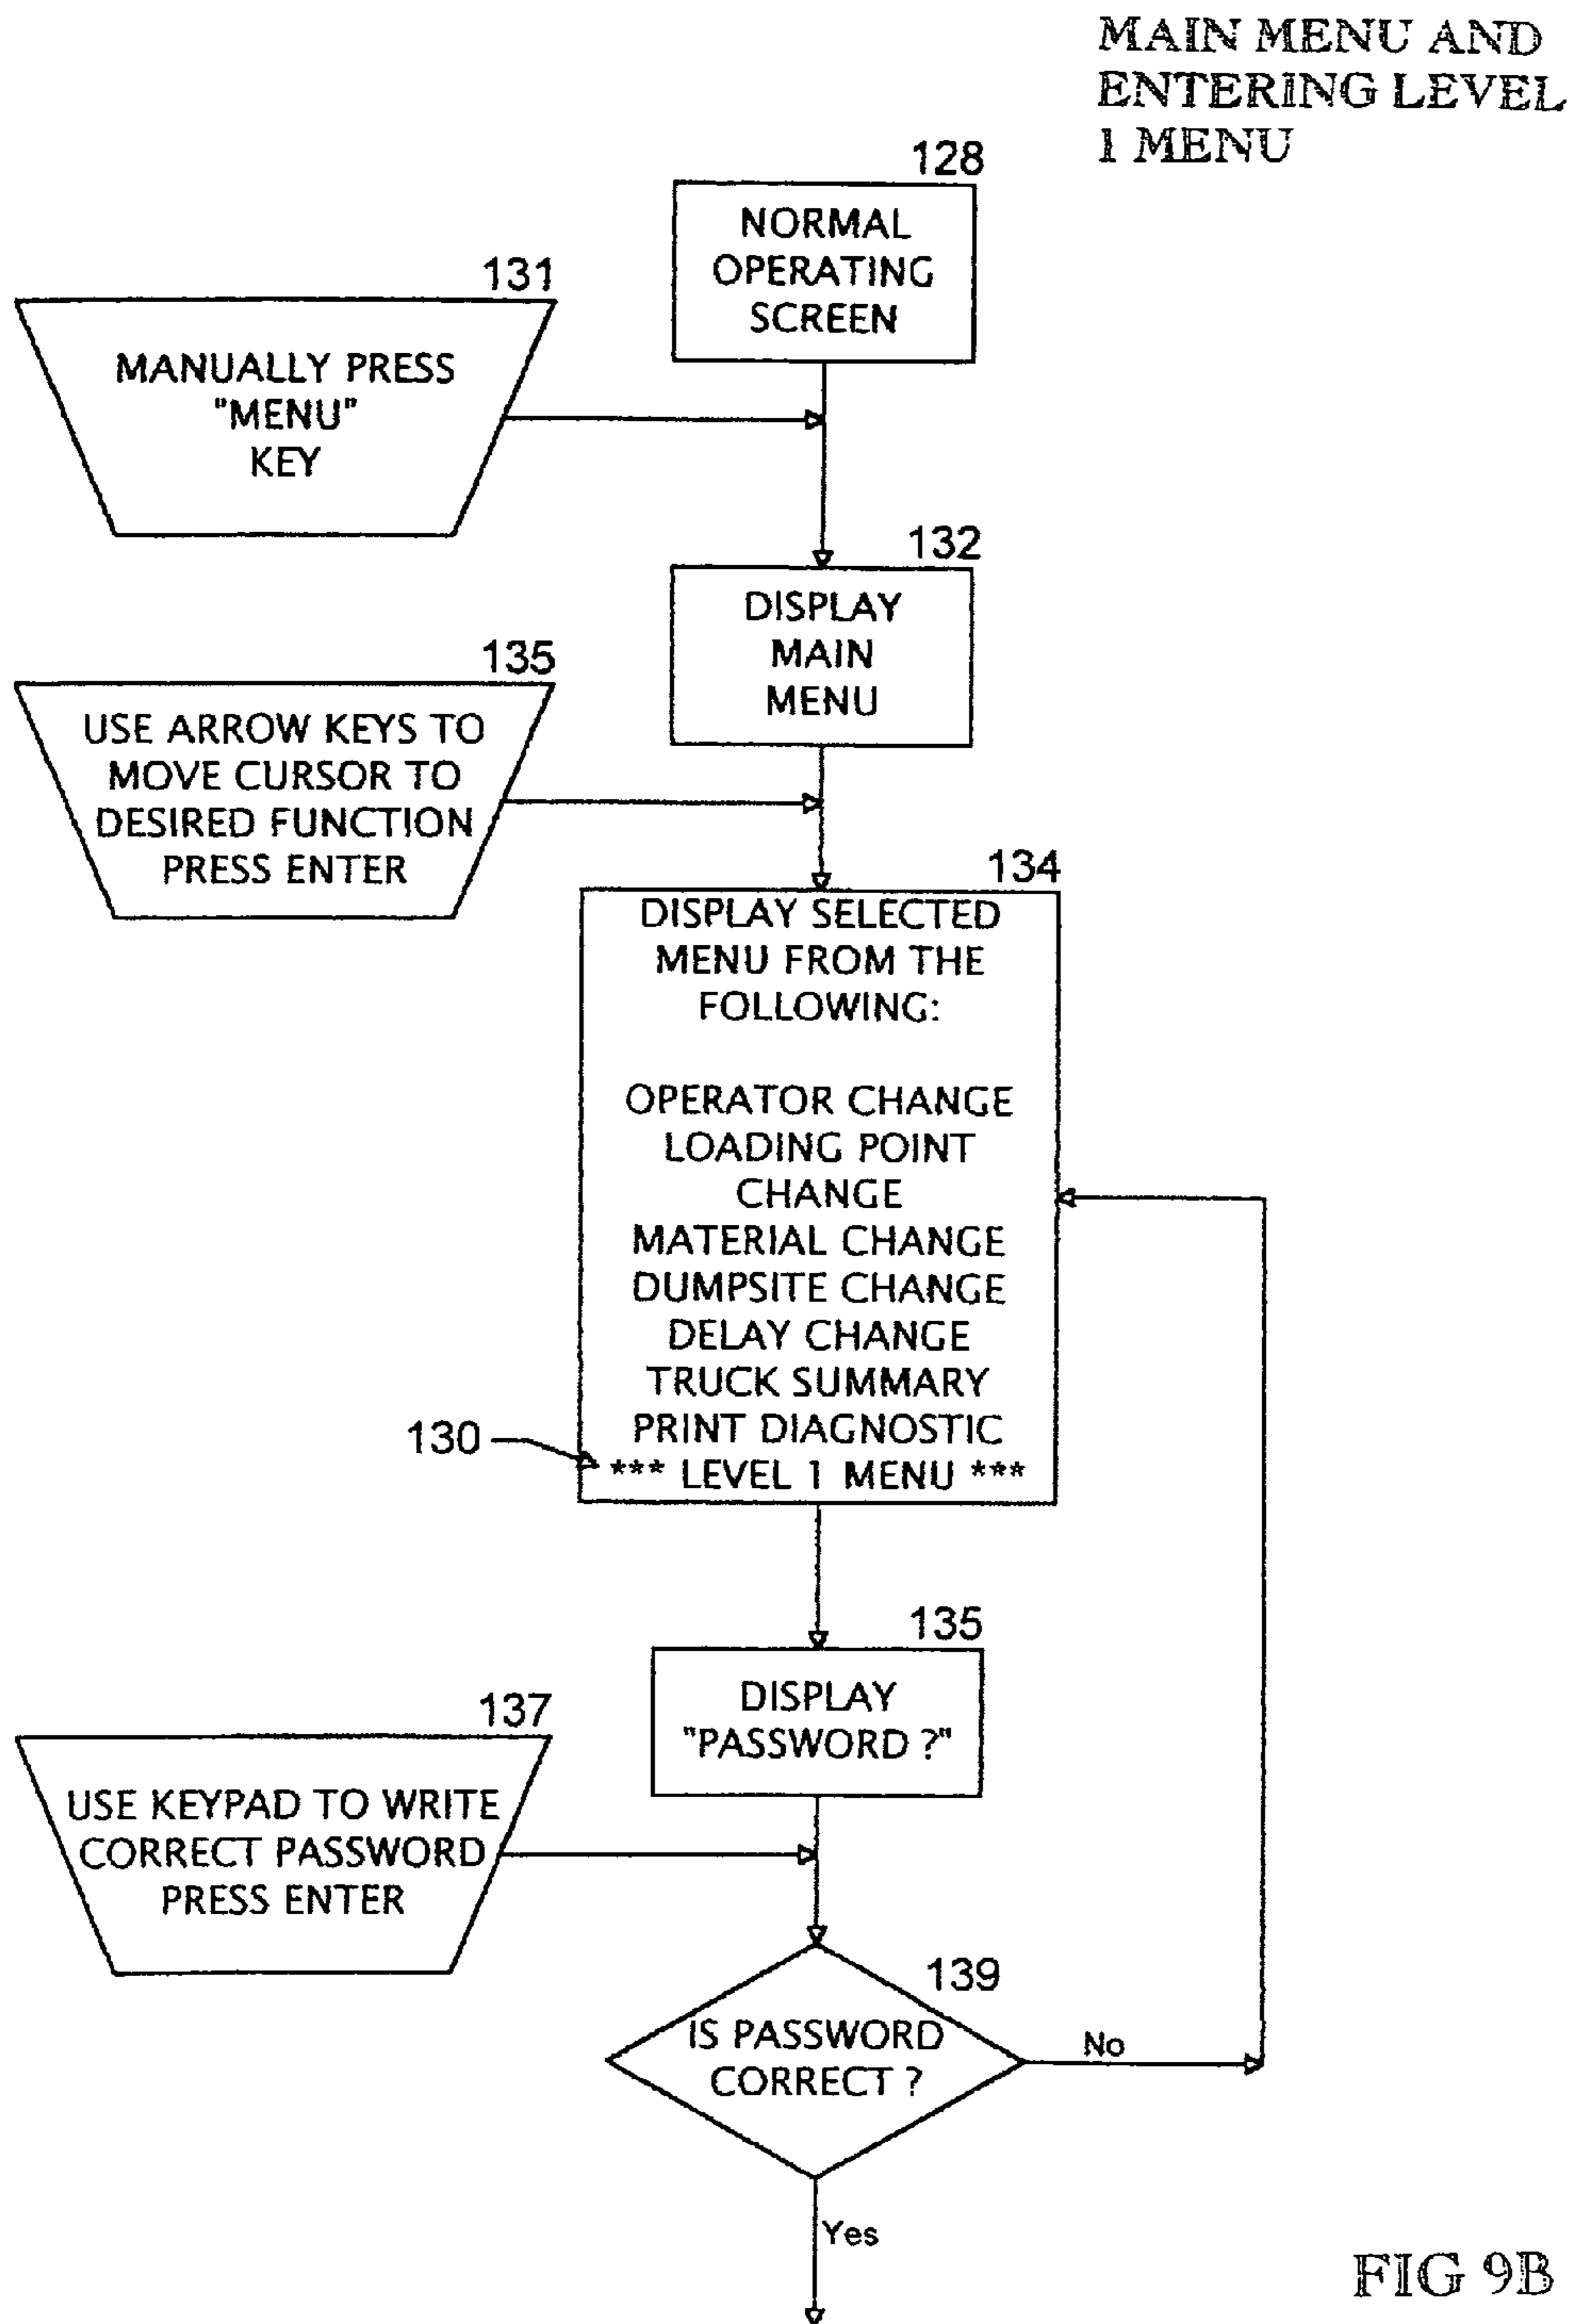 MAIN MENU AND
ENTERING LEVEL
1 MENU
128
NORMAL
OPERATING
SCREEN
131
MANUALLY PRESS
"MENU"
KEY
132
DISPLAY
MAIN
MENU
135
USE ARROW KEYS TO
MOVE CURSOR TO
DESIRED FUNCTION
PRESS ENTER
134
DISPLAY SELECTED
MENU FROM THE
FOLLOWING:
OPERATOR CHANGE
LOADING POINT
CHANGE
MATERIAL CHANGE
DUMPSITE CHANGE
DELAY CHANGE
TRUCK SUMMARY
PRINT DIAGNOSTIC
130
*** LEVEL 1 MENU ***
135
DISPLAY
"PASSWORD ?"
137
USE KEYPAD TO WRITE
CORRECT PASSWORD
PRESS ENTER
139
IS PASSWORD
CORRECT ?
No
Yes
FIG 9B